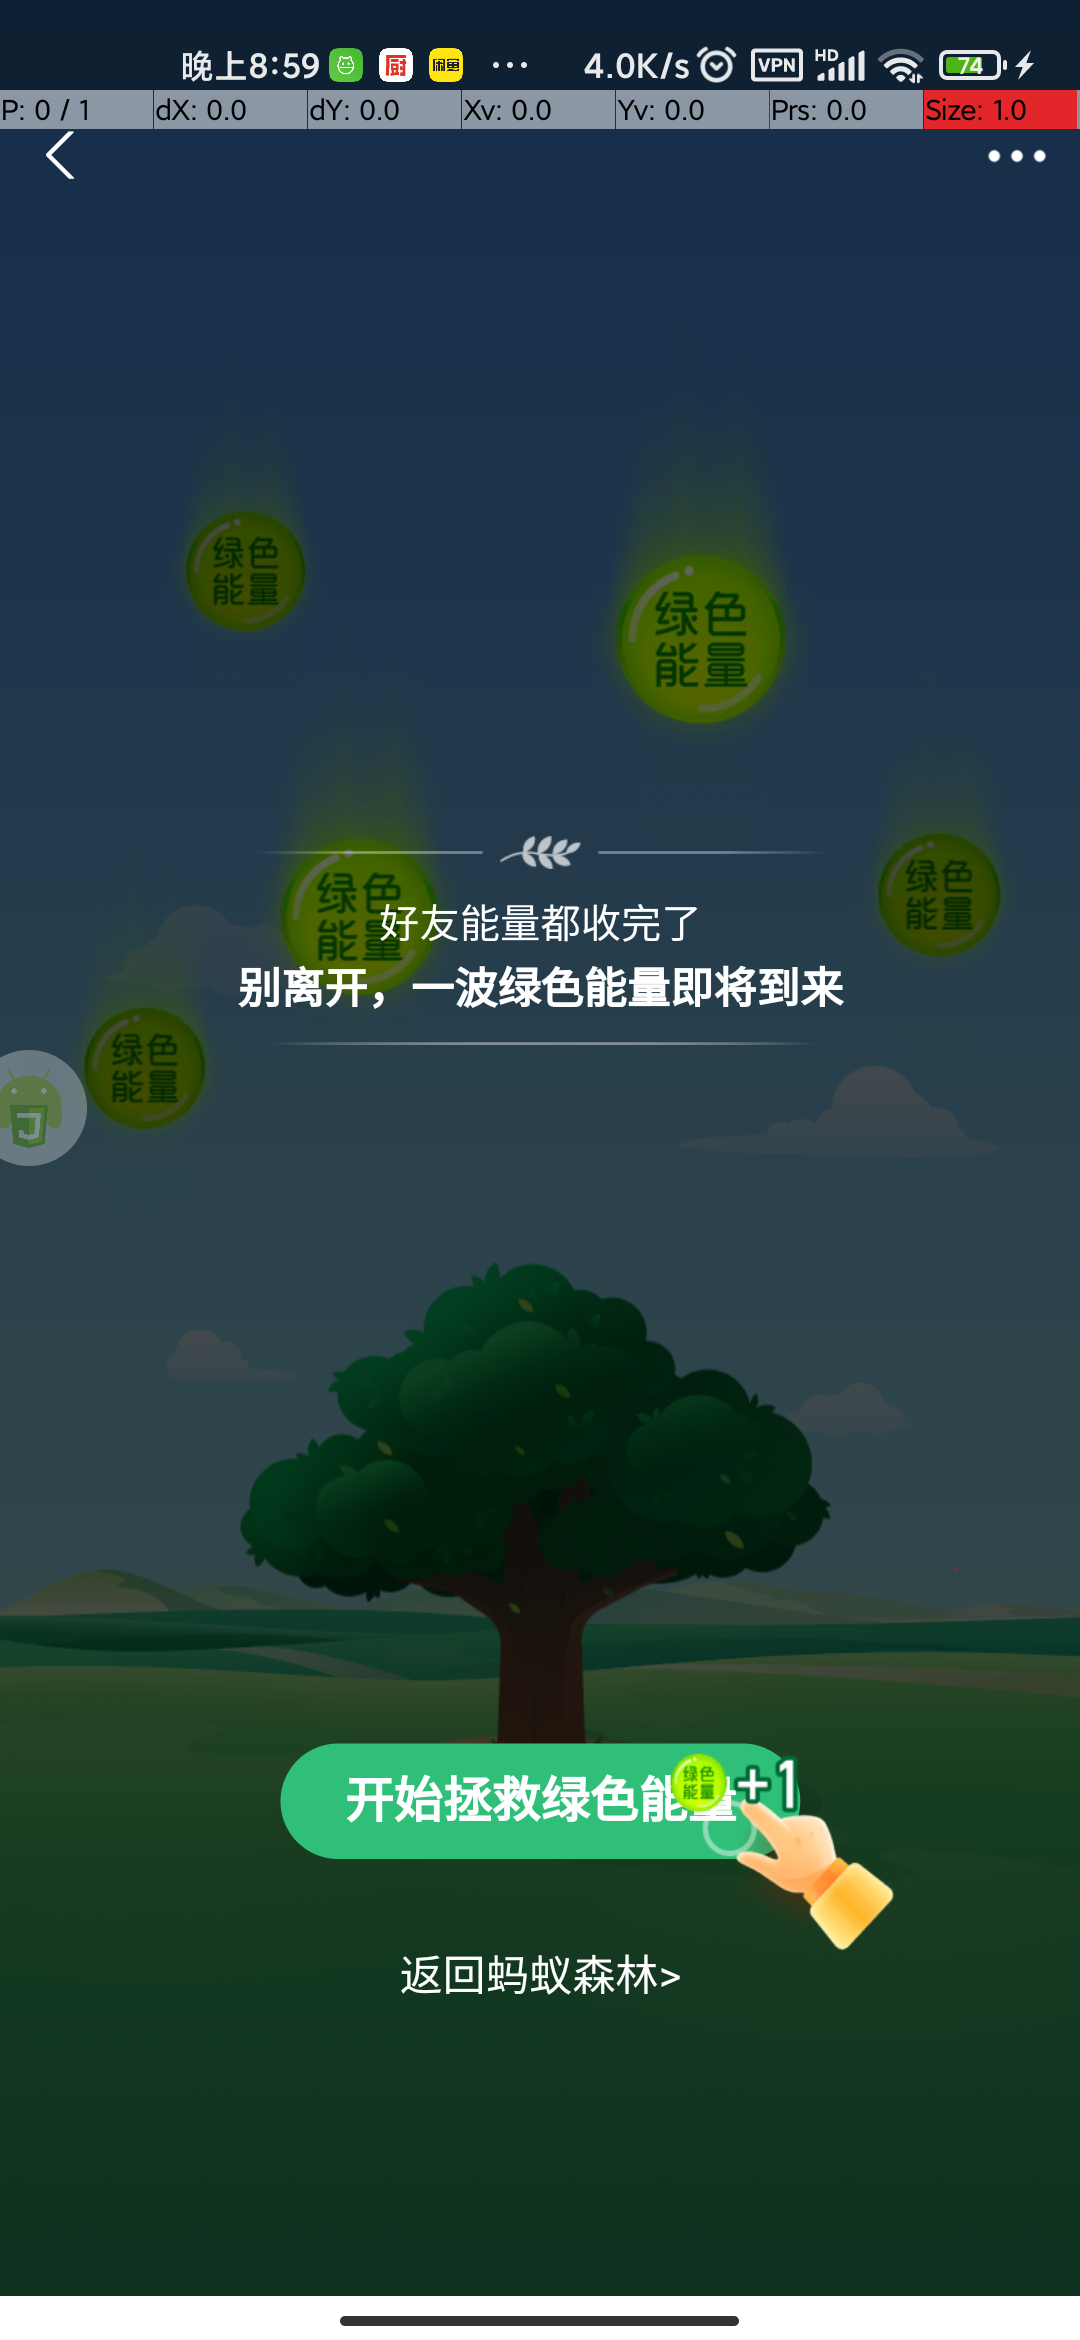 晚上8:59
厨
闲鱼
4.0K/s
VPN
HD
74
P: 0 / 1
dX: 0.0
dY: 0.0
Xv: 0.0
Yv: 0.0
Prs: 0.0
Size: 1.0
绿色
能量
绿色
能量
绿色
能量
绿色
能量
好友能量都收完了
别离开，一波绿色能量即将到来
绿色
能量
开始拯救绿色能量
绿色
能量
+1
返回蚂蚁森林>